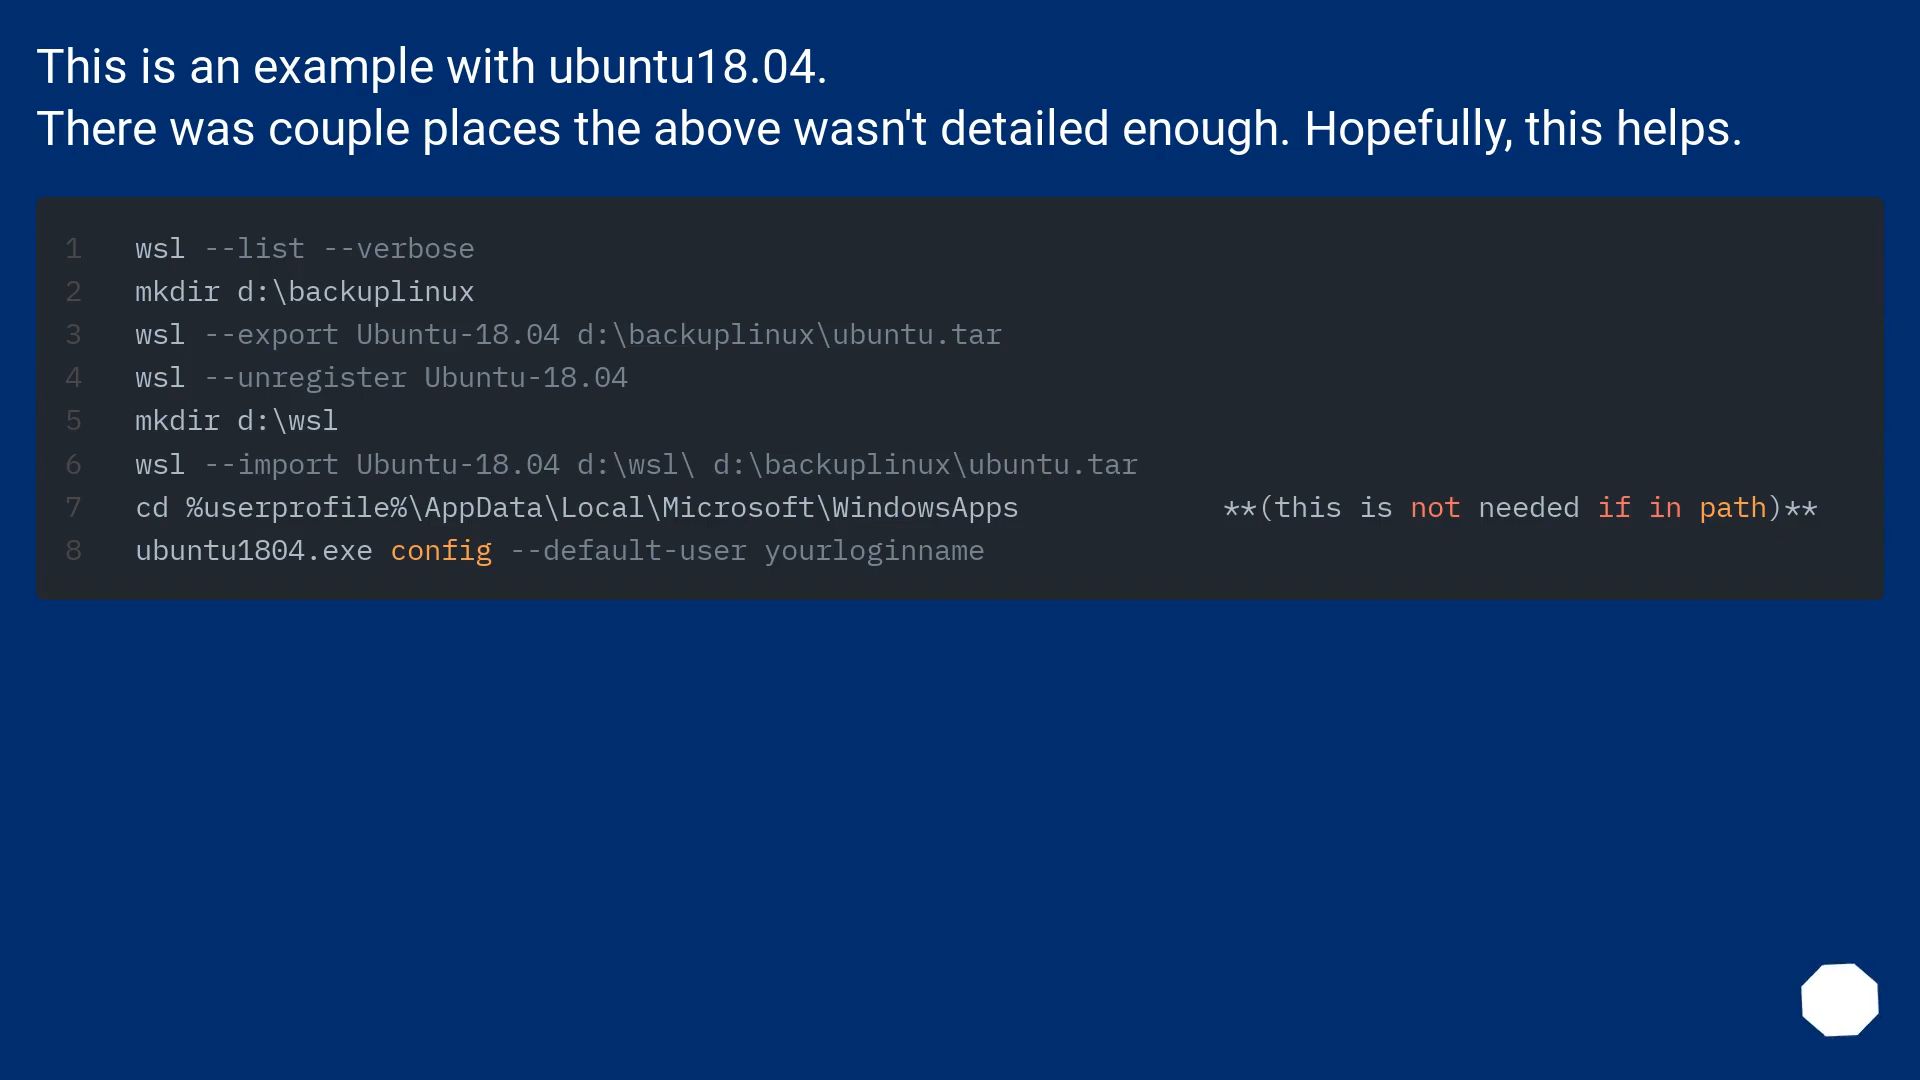 This is an example with ubuntu18.04.
There was couple places the above wasn't detailed enough. Hopefully, this helps.
1 wsl --list --verbose
2 mkdir d:\backuplinux
3 wsl --export Ubuntu-18.04 d:\backuplinux\ubuntu.tar
4 wsl --unregister Ubuntu-18.04
5 mkdir d:\wsl
6 wsl --import Ubuntu-18.04 d:\wsl\ d:\backuplinux\ubuntu.tar
7 cd %userprofile%\AppData\Local\Microsoft\WindowsApps            **(this is not needed if in path)**
8 ubuntu1804.exe config --default-user yourloginname